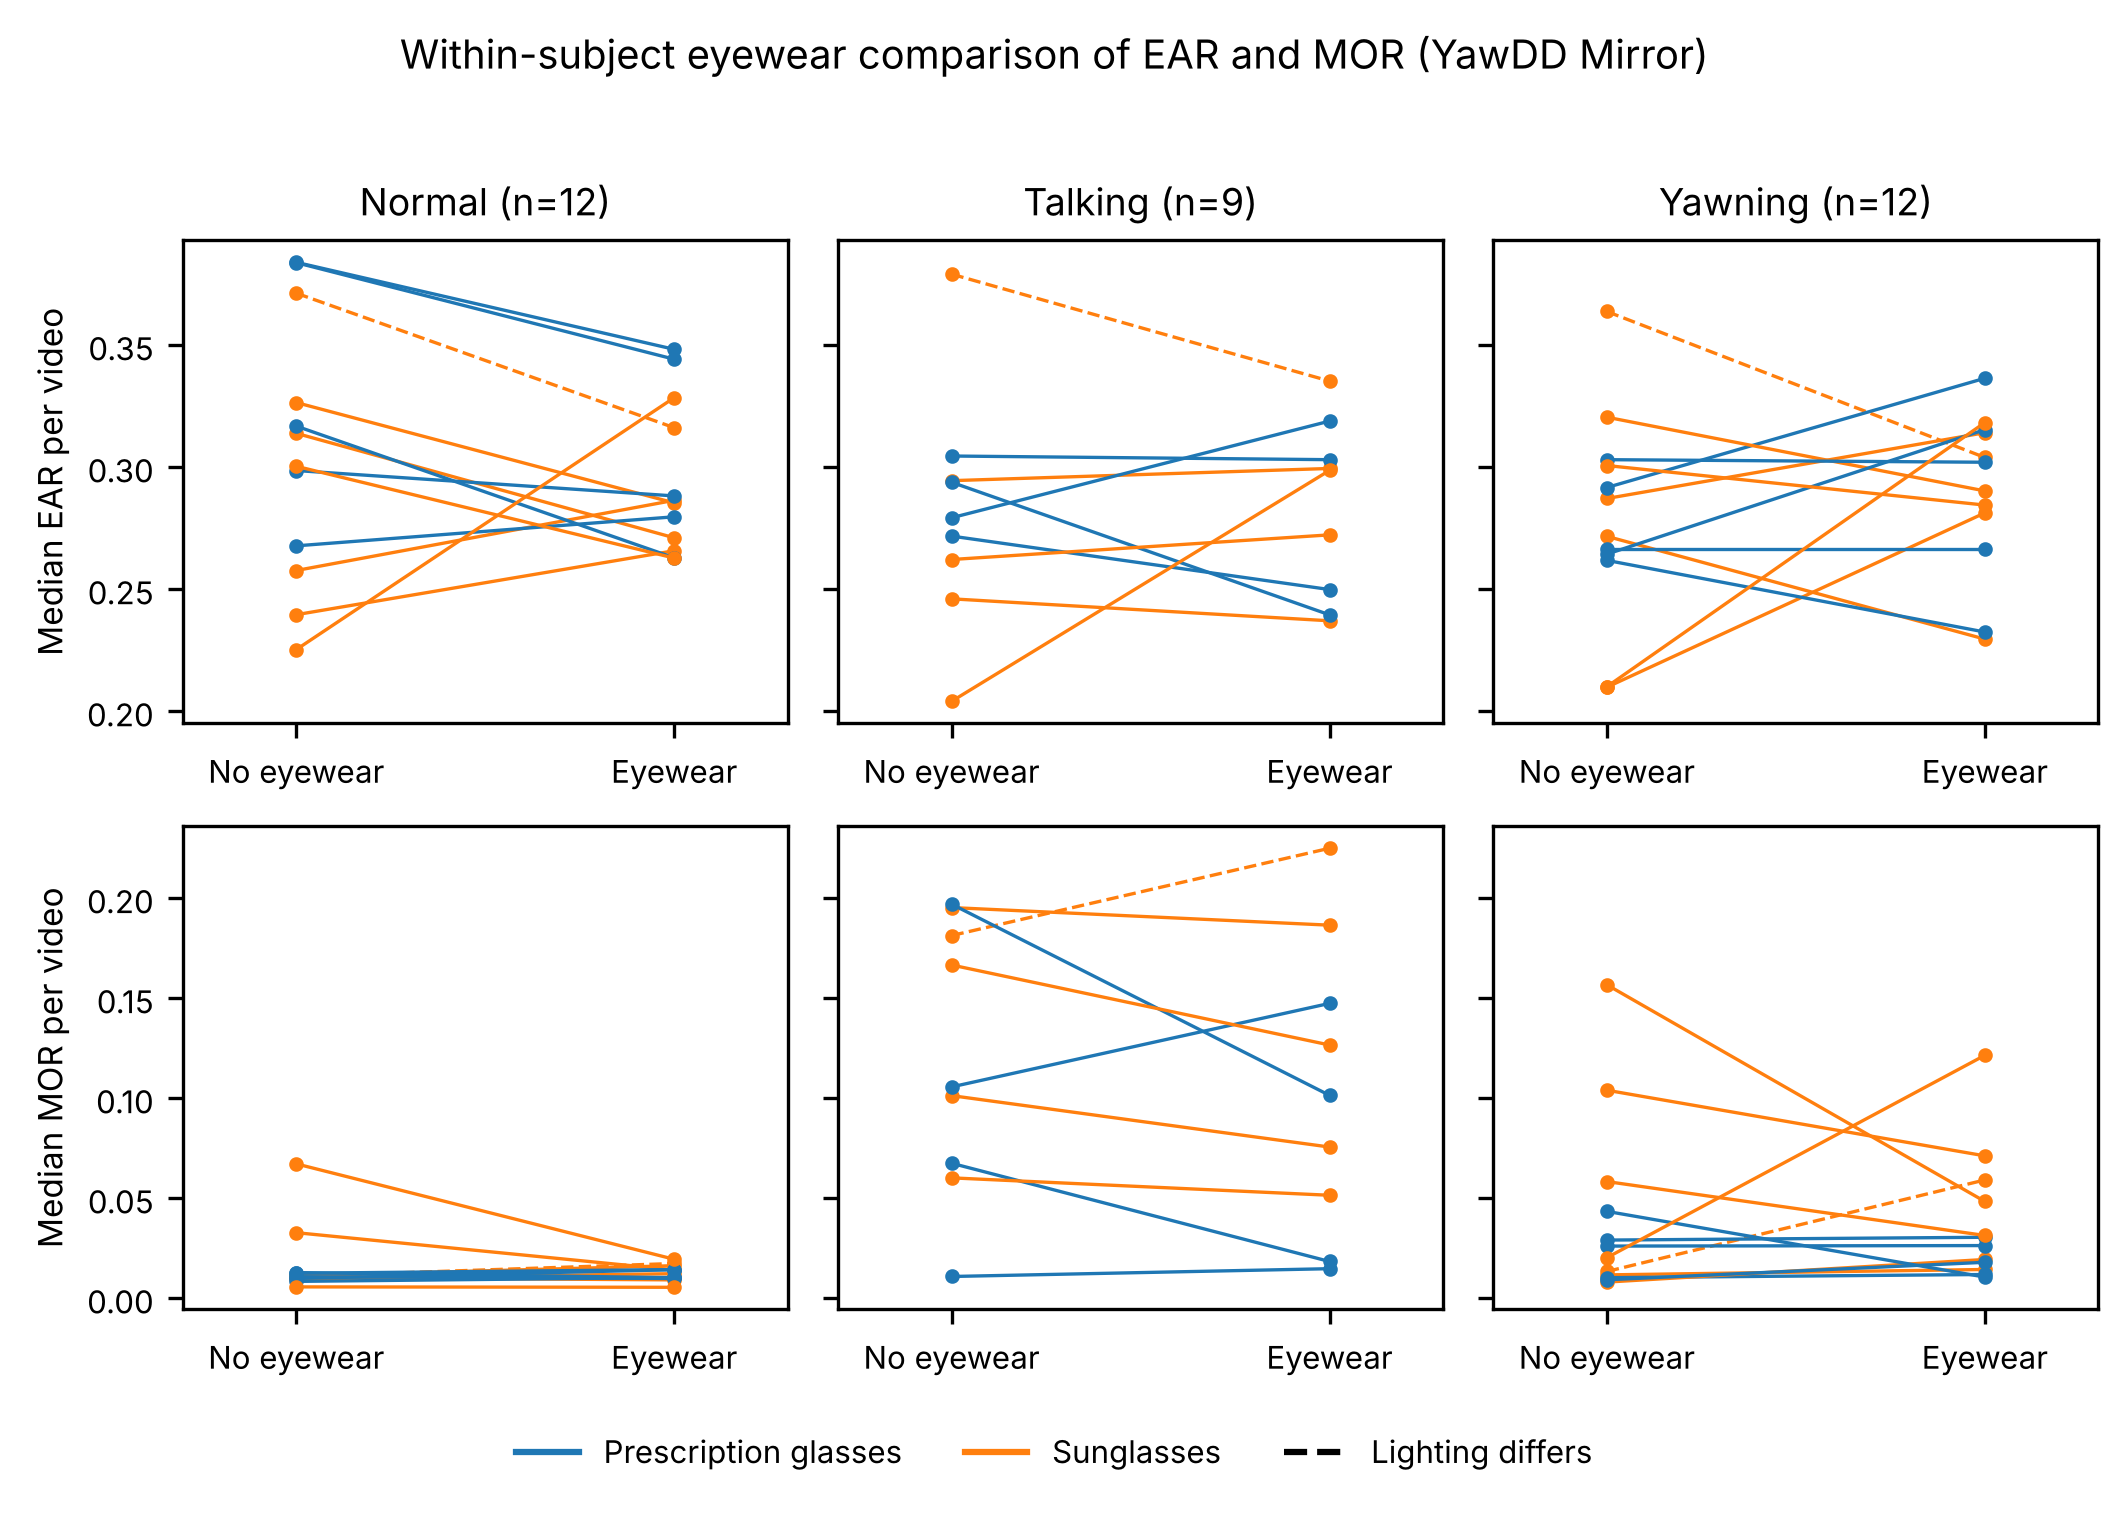 Within-subject eyewear comparison of EAR and MOR (YawDD Mirror)
Normal (n=12)
Talking (n=9)
Yawning (n=12)
Median EAR per video
0.35
0.30
0.25
0.20
No eyewear
Eyewear
No eyewear
Eyewear
No eyewear
Eyewear
Median MOR per video
0.20
0.15
0.10
0.05
0.00
No eyewear
Eyewear
No eyewear
Eyewear
No eyewear
Eyewear
Prescription glasses
Sunglasses
Lighting differs